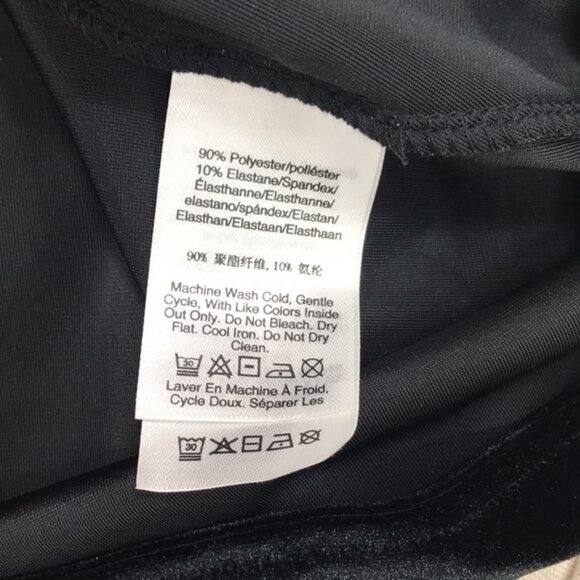 90% Polyester/poliéster
10% Elastane/Spandex/
Élasthanne/Elasthanne/
elastano/spándex/Elastan/
Elasthan/Elastaan/Elasthaan
90% 聚酯纤维, 10% 氨纶
Machine Wash Cold, Gentle
Cycle, With Like Colors Inside
Out Only. Do Not Bleach. Dry
Flat. Cool Iron. Do Not Dry
Clean.
30
Laver En Machine À Froid,
Cycle Doux. Séparer Les
30